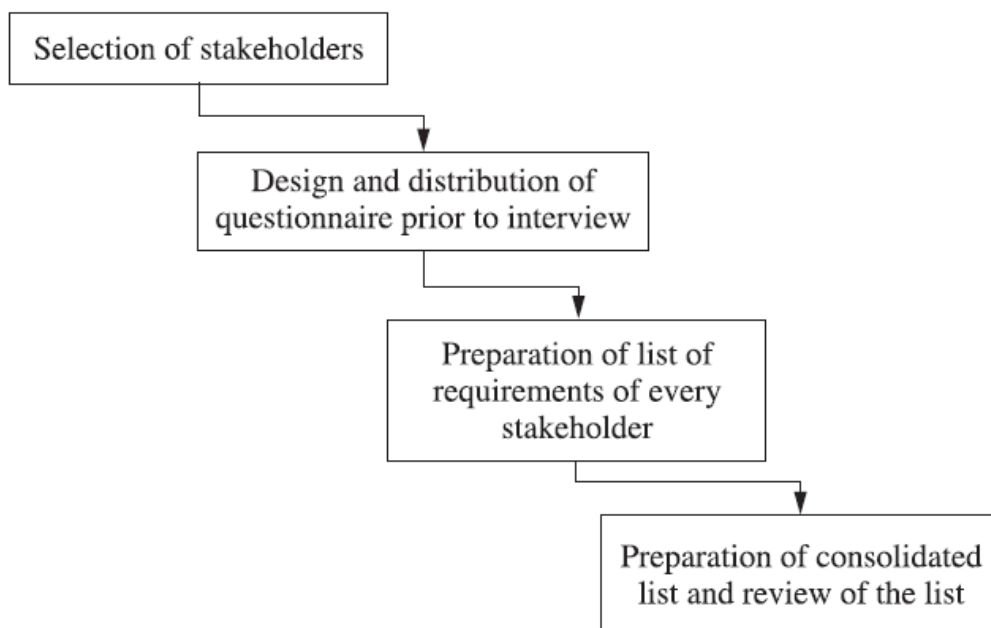 Selection of stakeholders
Design and distribution of
questionnaire prior to interview
Preparation of list of
requirements of every
stakeholder
Preparation of consolidated
list and review of the list